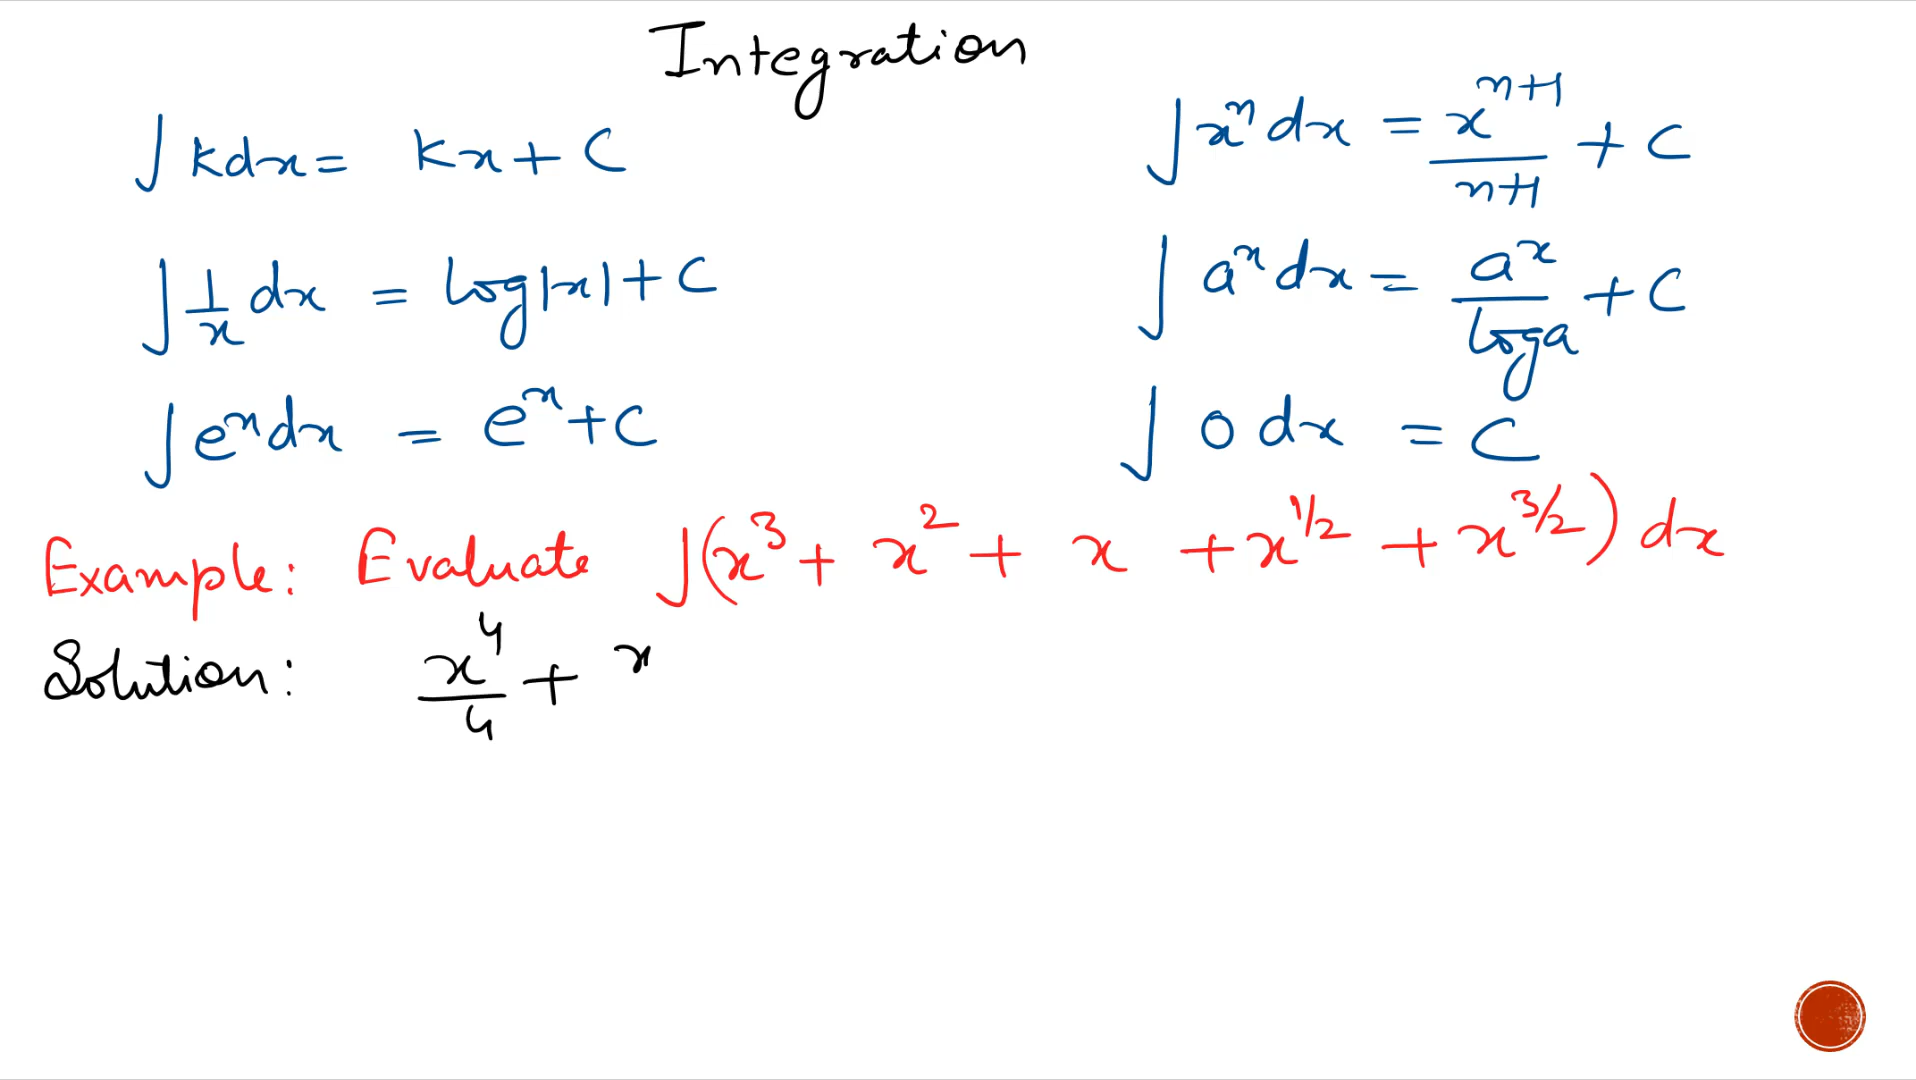 Integration
∫ k dx = kx + C
∫ xⁿ dx = xⁿ⁺¹/(n+1) + C
∫ 1/x dx = log|x| + C
∫ aˣ dx = aˣ/log a + C
∫ eˣ dx = eˣ + C
∫ 0 dx = C
Example: Evaluate ∫(x³ + x² + x + x^1/2 + x^3/2) dx
Solution: x⁴/4 + x